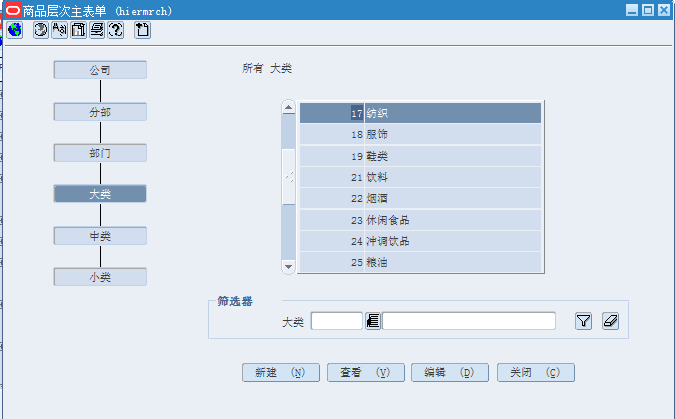 商品层次主表单 (hiermrch)
公司
分部
部门
大类
中类
小类
所有 大类
17 纺织
18 服饰
19 鞋类
21 饮料
22 烟酒
23 休闲食品
24 冲调饮品
25 粮油
筛选器
大类
新建 (N) 查看 (V) 编辑 (D) 关闭 (C)